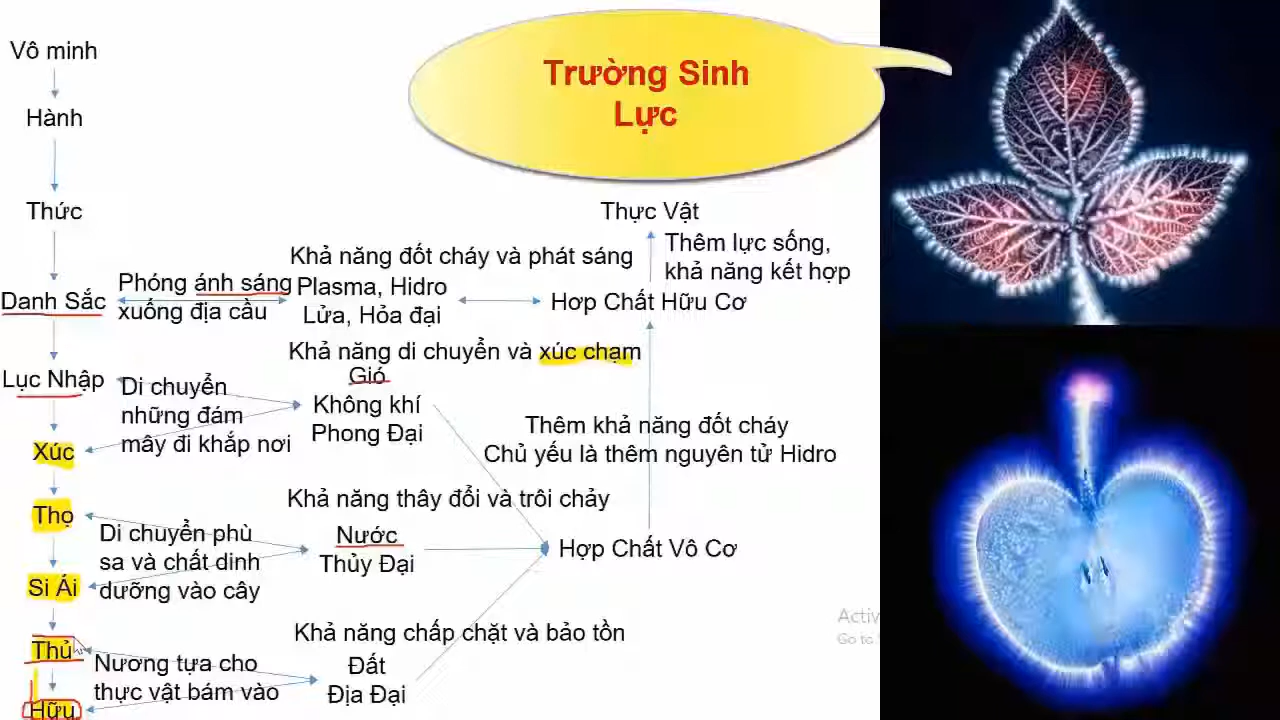 Trường Sinh
Lực
Vô minh
Hành
Thức
Danh Sắc
Lục Nhập
Xúc
Thọ
Si Ái
Thủ
Hữu
Phóng ánh sáng
xuống địa cầu
Di chuyển
những đám
mây đi khắp nơi
Di chuyển phù
sa và chất dinh
dưỡng vào cây
Nương tựa cho
thực vật bám vào
Khả năng đốt cháy và phát sáng
Plasma, Hidro
Lửa, Hỏa đại
Khả năng di chuyển và xúc chạm
Gió
Không khí
Phong Đại
Khả năng thây đổi và trôi chảy
Nước
Thủy Đại
Khả năng chấp chặt và bảo tồn
Đất
Địa Đại
Thực Vật
Thêm lực sống,
khả năng kết hợp
Hơp Chất Hữu Cơ
Thêm khả năng đốt cháy
Chủ yếu là thêm nguyên tử Hidro
Hợp Chất Vô Cơ
Go to